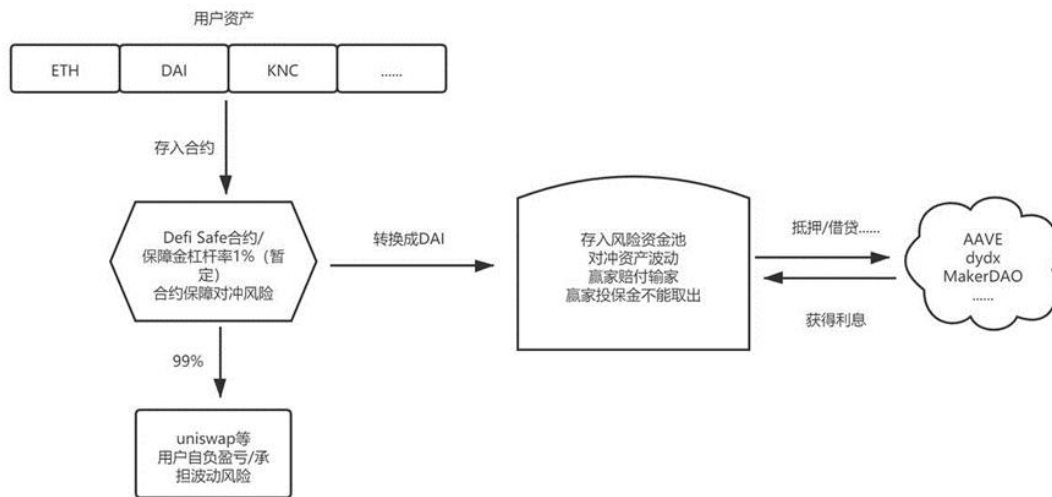 用户资产
ETH
DAI
KNC
......
存入合约
Defi Safe合约/
保障金杠杆率1%（暂
定）
合约保障对冲风险
转换成DAI
存入风险资金池
对冲资产波动
赢家赔付输家
赢家投保金不能取出
抵押/借贷......
获得利息
AAVE
dydx
MakerDAO
......
99%
uniswap等
用户自负盈亏/承
担波动风险